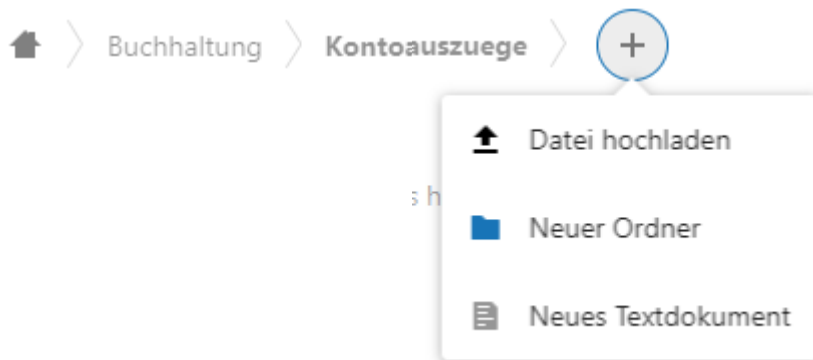 Buchhaltung Kontoauszuege +
Datei hochladen
Neuer Ordner
Neues Textdokument